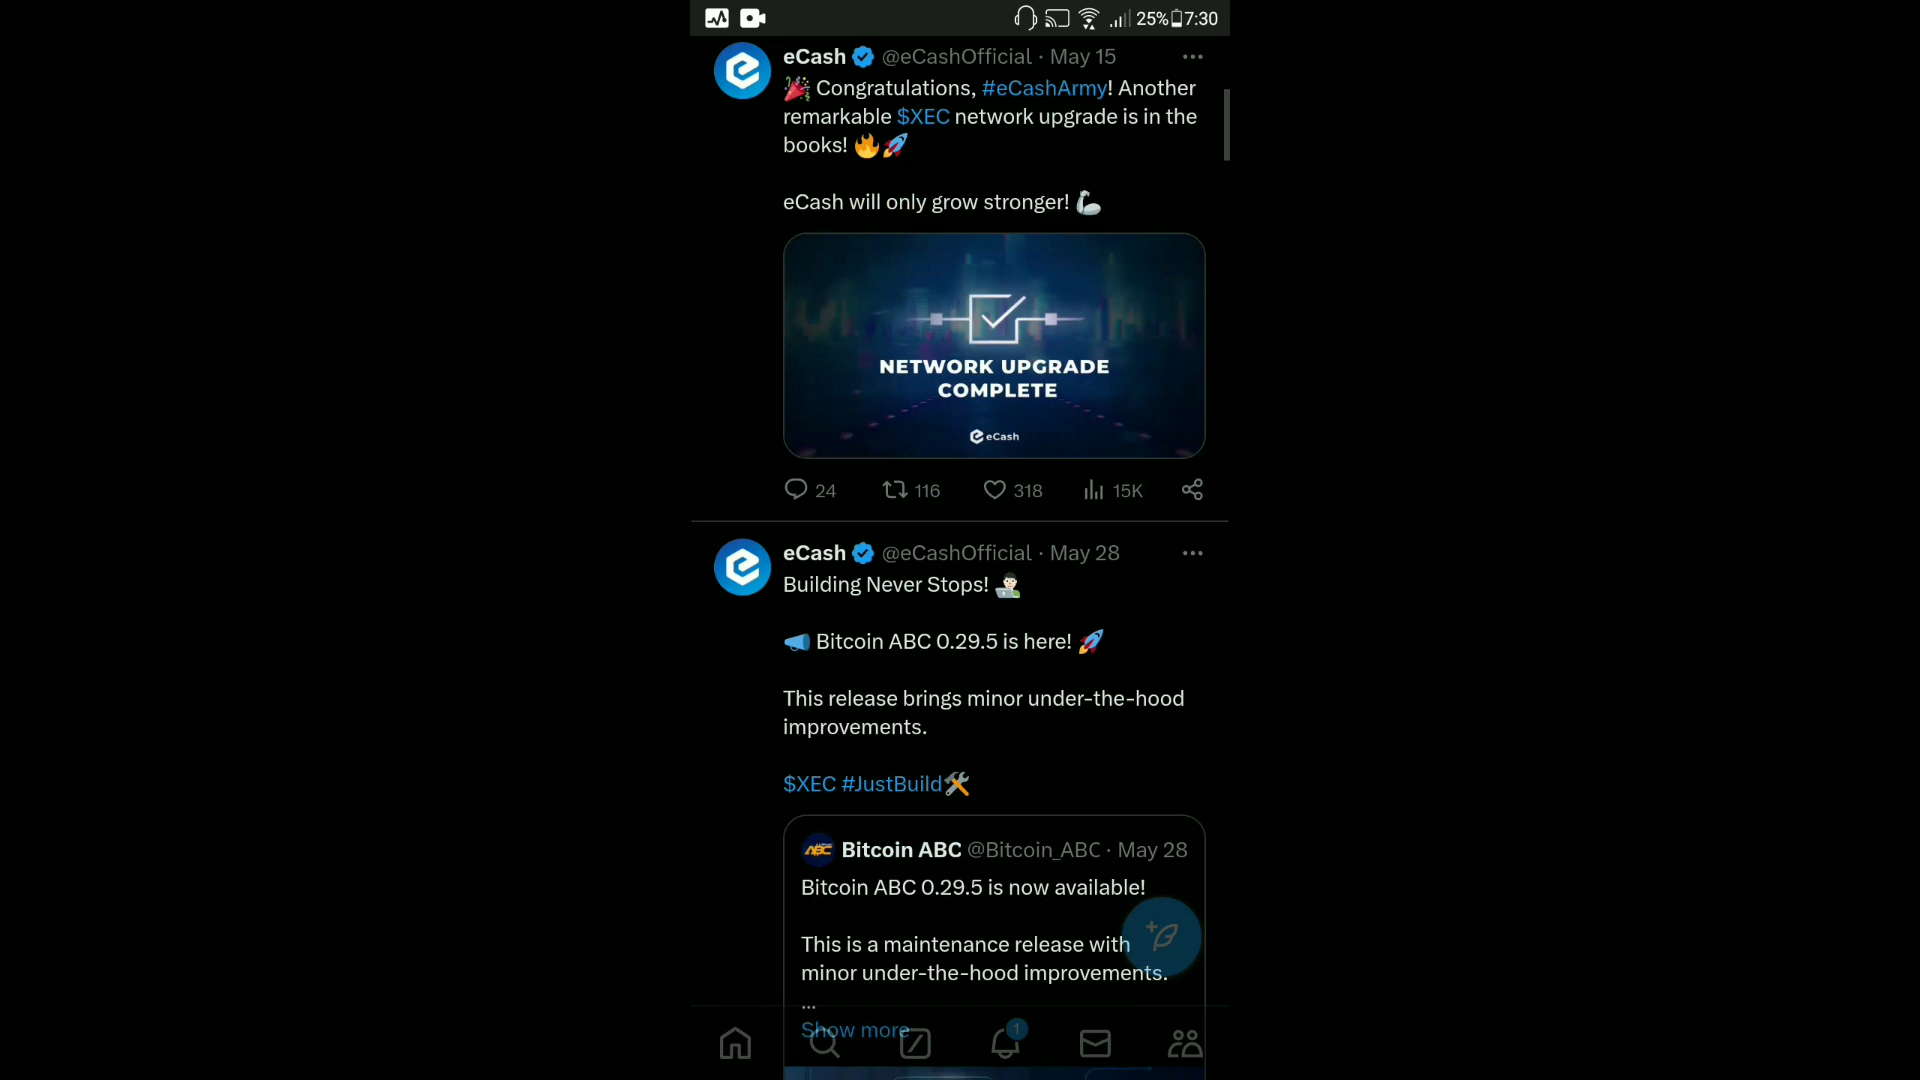 25% 7:30
eCash @eCashOfficial · May 15
🎉 Congratulations, #eCashArmy! Another
remarkable $XEC network upgrade is in the
books! 🔥🚀
eCash will only grow stronger! 🦾
NETWORK UPGRADE
COMPLETE
eCash
24 116 318 15K
eCash @eCashOfficial · May 28
Building Never Stops! 👨🏻‍💻
📣 Bitcoin ABC 0.29.5 is here! 🚀
This release brings minor under-the-hood
improvements.
$XEC #JustBuild🛠️
ABC Bitcoin ABC @Bitcoin_ABC · May 28
Bitcoin ABC 0.29.5 is now available!
This is a maintenance release with
minor under-the-hood improvements.
...
Show more
1